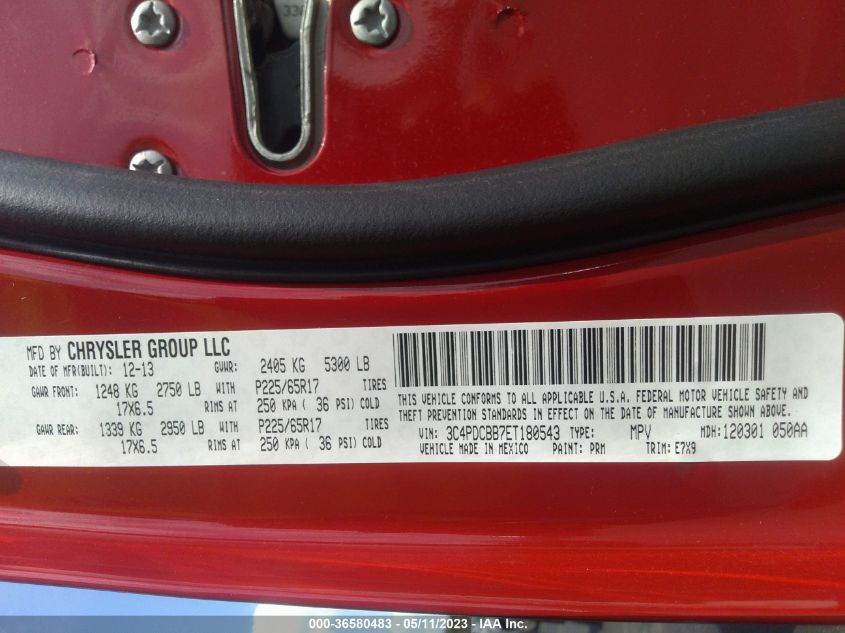 MFD BY CHRYSLER GROUP LLC
DATE OF MFR(BUILT): 12-13 GVWR: 2405 KG 5300 LB
GAWR FRONT: 1248 KG 2750 LB WITH P225/65R17 TIRES
17X6.5 RIMS AT 250 KPA ( 36 PSI) COLD
GAWR REAR: 1339 KG 2950 LB WITH P225/65R17 TIRES
17X6.5 RIMS AT 250 KPA ( 36 PSI) COLD
THIS VEHICLE CONFORMS TO ALL APPLICABLE U.S.A. FEDERAL MOTOR VEHICLE SAFETY AND
THEFT PREVENTION STANDARDS IN EFFECT ON THE DATE OF MANUFACTURE SHOWN ABOVE.
VIN: 3C4PDCBB7ET180543 TYPE: MPV MDH: 120301 050AA
VEHICLE MADE IN MEXICO PAINT: PRM TRIM: E7X9
000-36580483 - 05/11/2023 - IAA Inc.